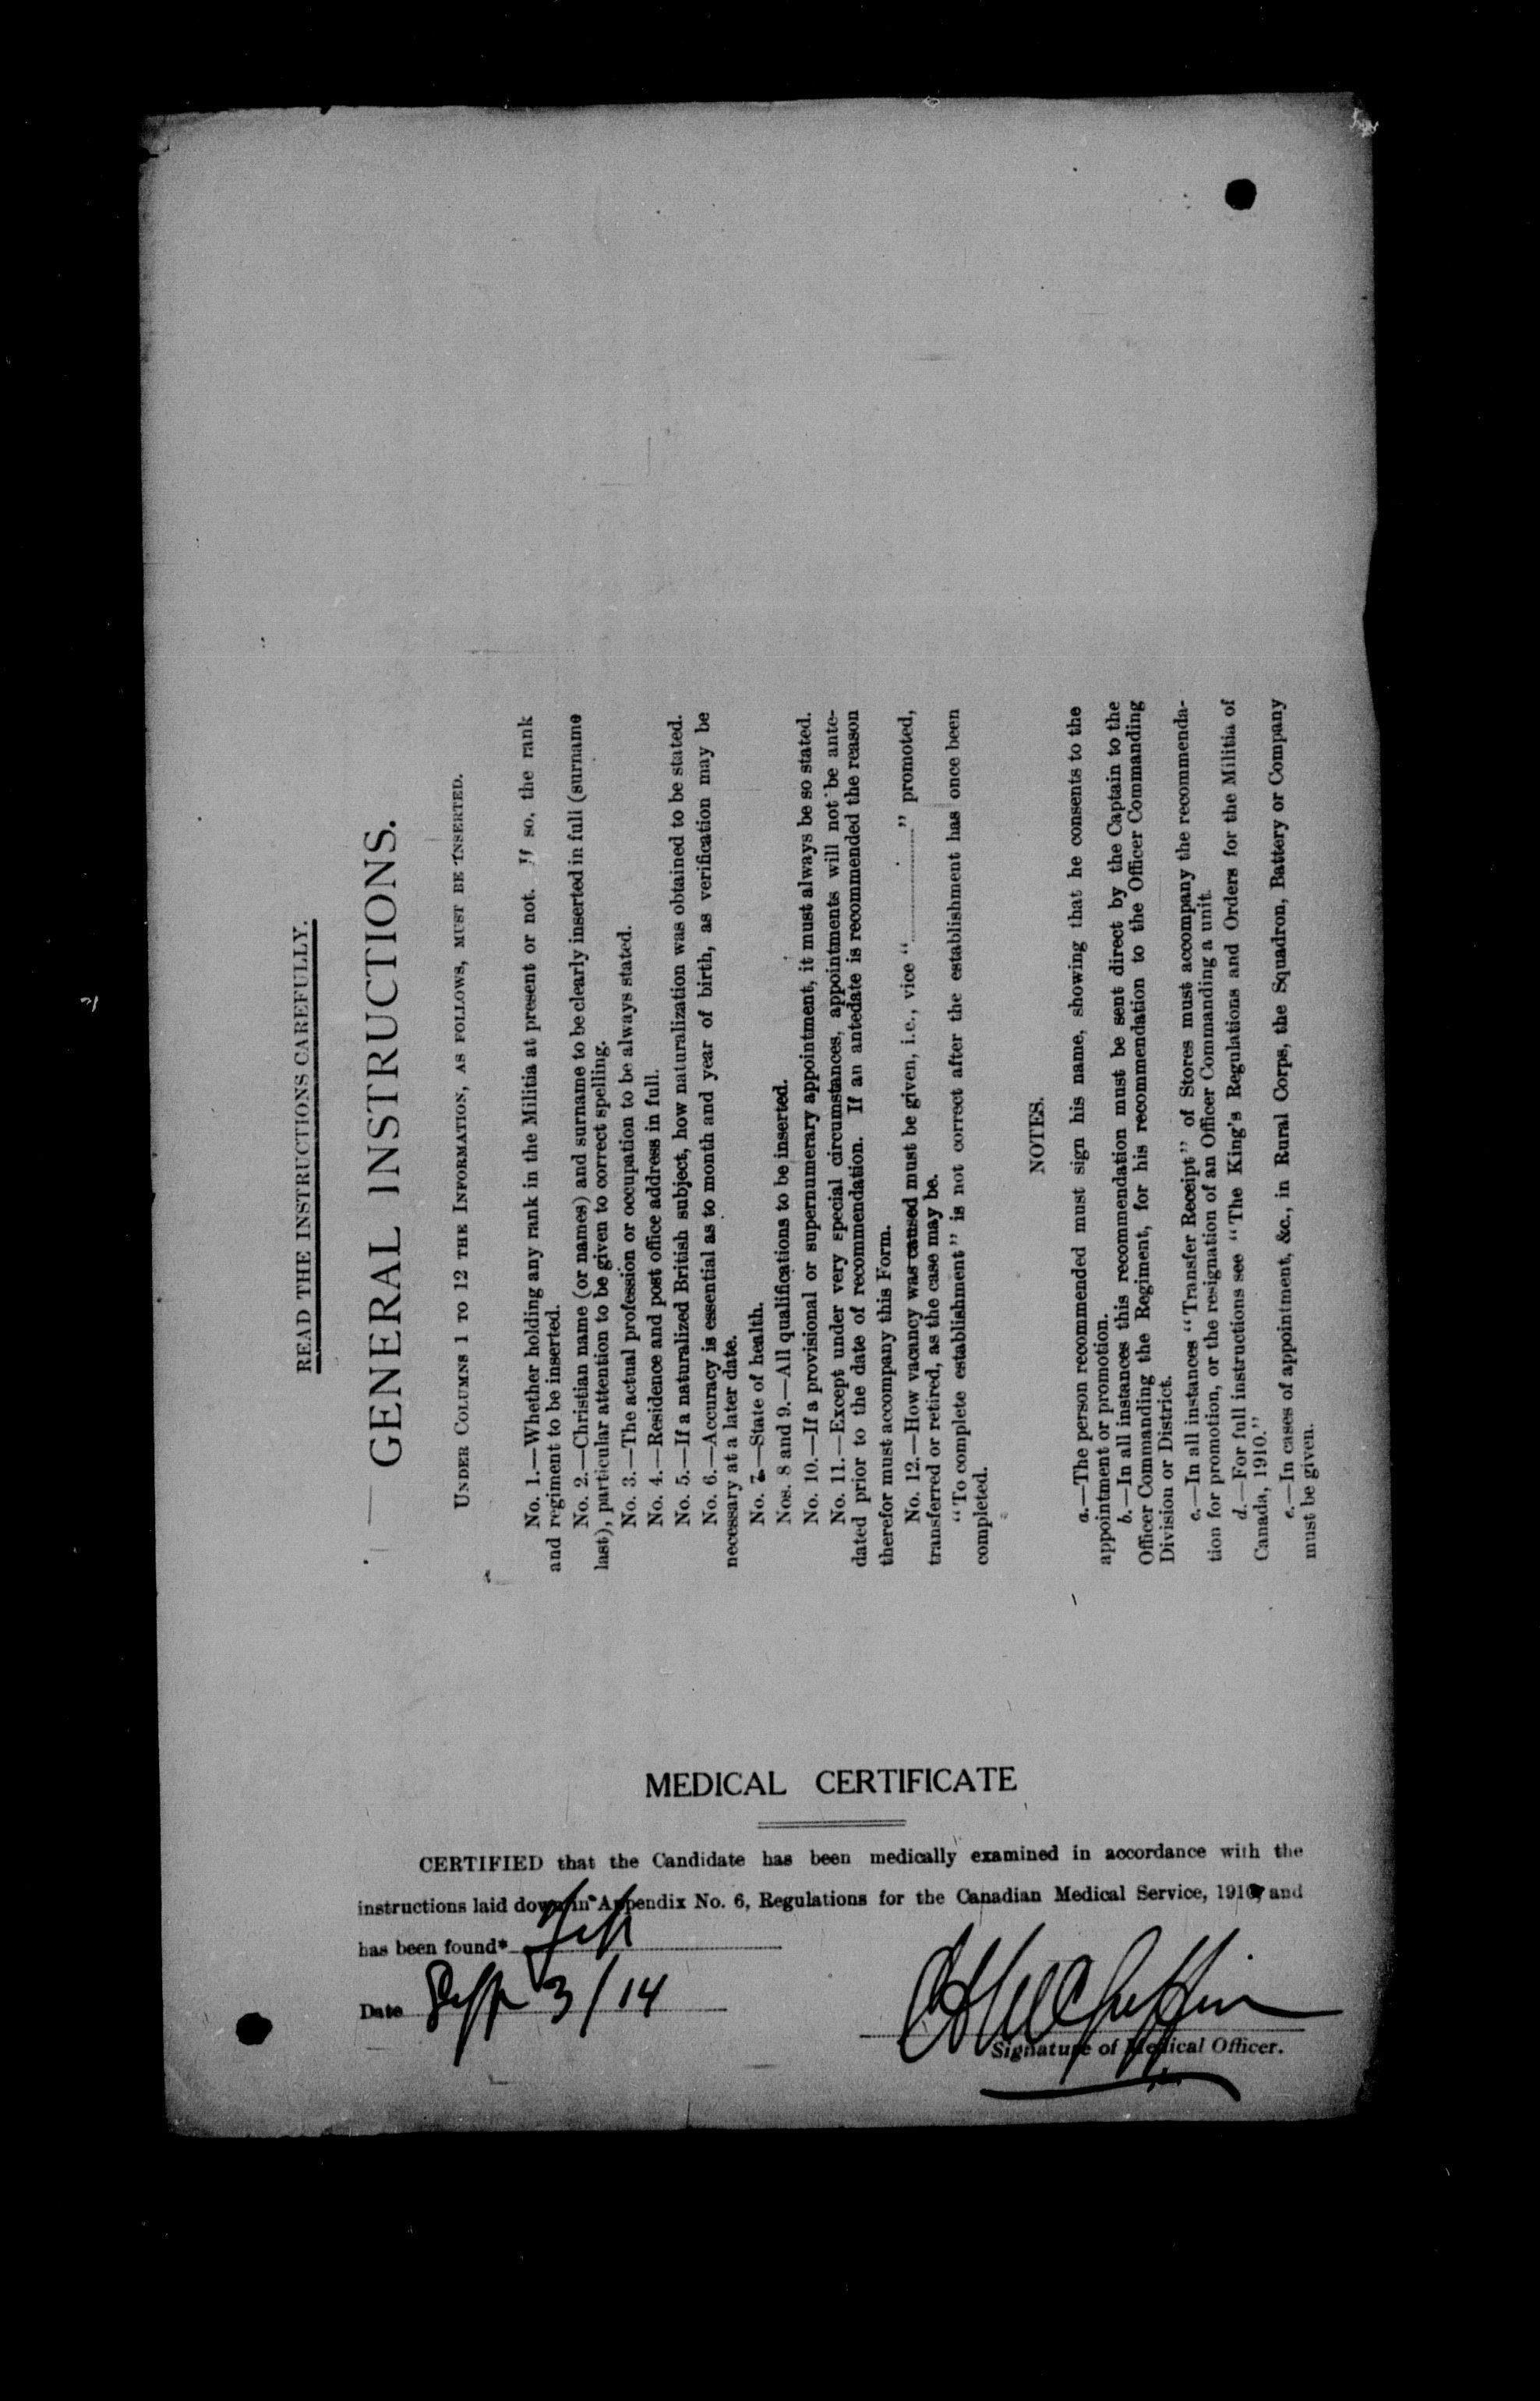 READ THE INSTRUCTIONS CAREFULLY.
GENERAL INSTRUCTIONS.
UNDER COLUMNS 1 TO 12 THE INFORMATION, AS FOLLOWS, MUST BE INSERTED.
No. 1.—Whether holding any rank in the Militia at present or not. If so, the rank
and regiment to be inserted.
No. 2.—Christian name (or names) and surname to be clearly inserted in full (surname
last), particular attention to be given to correct spelling.
No. 3.—The actual profession or occupation to be always stated.
No. 4.—Residence and post office address in full.
No. 5.—If a naturalized British subject, how naturalization was obtained to be stated.
No. 6.—Accuracy is essential as to month and year of birth, as verification may be
necessary at a later date.
No. 7.—State of health.
Nos. 8 and 9.—All qualifications to be inserted.
No. 10.—If a provisional or supernumerary appointment, it must always be so stated.
No. 11.—Except under very special circumstances, appointments will not be ante-
dated prior to the date of recommendation. If an antedate is recommended the reason
therefor must accompany this Form.
No. 12.—How vacancy was caused must be given, i.e., vice “....................” promoted,
transferred or retired, as the case may be.
“To complete establishment” is not correct after the establishment has once been
completed.
NOTES.
a.—The person recommended must sign his name, showing that he consents to the
appointment or promotion.
b.—In all instances this recommendation must be sent direct by the Captain to the
Officer Commanding the Regiment, for his recommendation to the Officer Commanding
Division or District.
c.—In all instances “Transfer Receipt” of Stores must accompany the recommenda-
tion for promotion, or the resignation of an Officer Commanding a unit.
d.—For full instructions see “The King's Regulations and Orders for the Militia of
Canada, 1910.”
e.—In cases of appointment, &c., in Rural Corps, the Squadron, Battery or Company
must be given.
MEDICAL CERTIFICATE
CERTIFIED that the Candidate has been medically examined in accordance with the
instructions laid down in Appendix No. 6, Regulations for the Canadian Medical Service, 1910, and
has been found* Fit
Date Sept 3/14
Signature of Medical Officer.